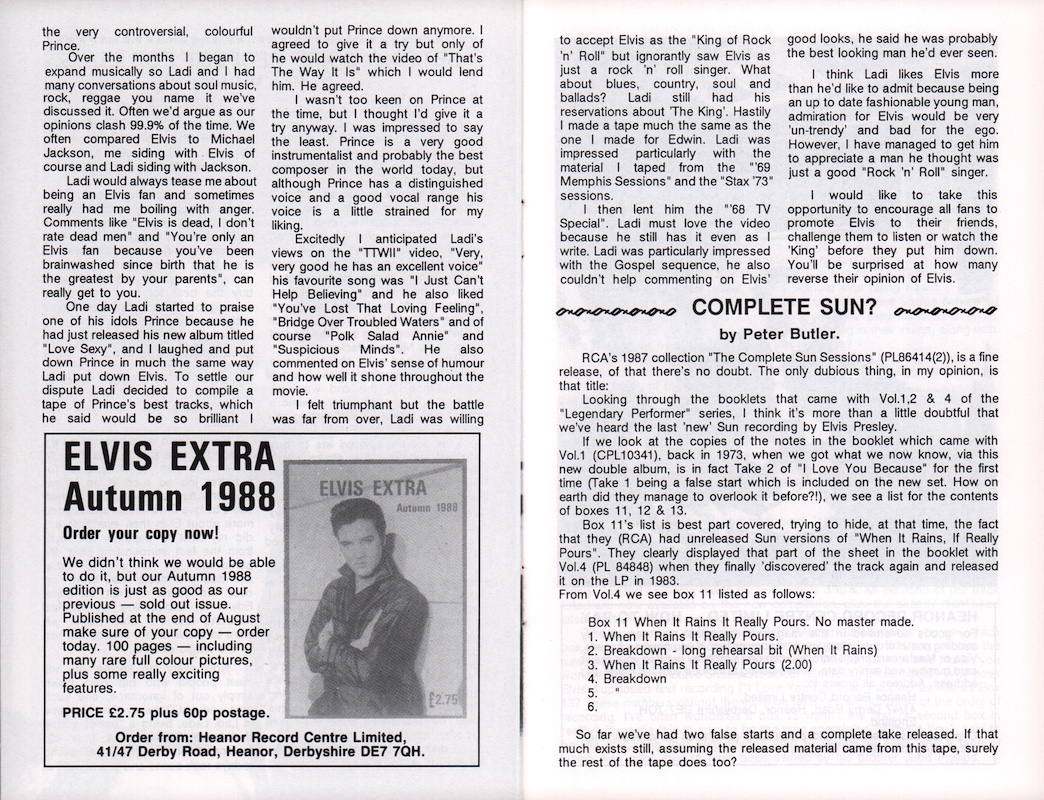 the very controversial, colourful
Prince.
Over the months I began to
expand musically so Ladi and I had
many conversations about soul music,
rock, reggae you name it we've
discussed it. Often we'd argue as our
opinions clash 99.9% of the time. We
often compared Elvis to Michael
Jackson, me siding with Elvis of
course and Ladi siding with Jackson.
Ladi would always tease me about
being an Elvis fan and sometimes
really had me boiling with anger.
Comments like "Elvis is dead, I don't
rate dead men" and "You're only an
Elvis fan because you've been
brainwashed since birth that he is
the greatest by your parents", can
really get to you.
One day Ladi started to praise
one of his idols Prince because he
had just released his new album titled
"Love Sexy", and I laughed and put
down Prince in much the same way
Ladi put down Elvis. To settle our
dispute Ladi decided to compile a
tape of Prince's best tracks, which
he said would be so brilliant I
wouldn't put Prince down anymore. I
agreed to give it a try but only of
he would watch the video of "That's
The Way It Is" which I would lend
him. He agreed.
I wasn't too keen on Prince at
the time, but I thought I'd give it a
try anyway. I was impressed to say
the least. Prince is a very good
instrumentalist and probably the best
composer in the world today, but
although Prince has a distinguished
voice and a good vocal range his
voice is a little strained for my
liking.
Excitedly I anticipated Ladi's
views on the "TTWII" video, "Very,
very good he has an excellent voice"
his favourite song was "I Just Can't
Help Believing" and he also liked
"You've Lost That Loving Feeling",
"Bridge Over Troubled Waters" and of
course "Polk Salad Annie" and
"Suspicious Minds". He also
commented on Elvis' sense of humour
and how well it shone throughout the
movie.
I felt triumphant but the battle
was far from over, Ladi was willing
ELVIS EXTRA
Autumn 1988
Order your copy now!
We didn't think we would be able
to do it, but our Autumn 1988
edition is just as good as our
previous — sold out issue.
Published at the end of August
make sure of your copy — order
today. 100 pages — including
many rare full colour pictures,
plus some really exciting
features.
PRICE £2.75 plus 60p postage.
ELVIS EXTRA
Autumn 1988
£2.75
Order from: Heanor Record Centre Limited,
41/47 Derby Road, Heanor, Derbyshire DE7 7QH.
to accept Elvis as the "King of Rock
'n' Roll" but ignorantly saw Elvis as
just a rock 'n' roll singer. What
about blues, country, soul and
ballads? Ladi still had his
reservations about 'The King'. Hastily
I made a tape much the same as the
one I made for Edwin. Ladi was
impressed particularly with the
material I taped from the "'69
Memphis Sessions" and the "Stax '73"
sessions.
I then lent him the "'68 TV
Special". Ladi must love the video
because he still has it even as I
write. Ladi was particularly impressed
with the Gospel sequence, he also
couldn't help commenting on Elvis'
good looks, he said he was probably
the best looking man he'd ever seen.
I think Ladi likes Elvis more
than he'd like to admit because being
an up to date fashionable young man,
admiration for Elvis would be very
'un-trendy' and bad for the ego.
However, I have managed to get him
to appreciate a man he thought was
just a good "Rock 'n' Roll" singer.
I would like to take this
opportunity to encourage all fans to
promote Elvis to their friends,
challenge them to listen or watch the
'King' before they put him down.
You'll be surprised at how many
reverse their opinion of Elvis.
COMPLETE SUN?
by Peter Butler.
RCA's 1987 collection "The Complete Sun Sessions" (PL86414(2)), is a fine
release, of that there's no doubt. The only dubious thing, in my opinion, is
that title:
Looking through the booklets that came with Vol.1,2 & 4 of the
"Legendary Performer" series, I think it's more than a little doubtful that
we've heard the last 'new' Sun recording by Elvis Presley.
If we look at the copies of the notes in the booklet which came with
Vol.1 (CPL10341), back in 1973, when we got what we now know, via this
new double album, is in fact Take 2 of "I Love You Because" for the first
time (Take 1 being a false start which is included on the new set. How on
earth did they manage to overlook it before?!), we see a list for the contents
of boxes 11, 12 & 13.
Box 11's list is best part covered, trying to hide, at that time, the fact
that they (RCA) had unreleased Sun versions of "When It Rains, If Really
Pours". They clearly displayed that part of the sheet in the booklet with
Vol.4 (PL 84848) when they finally 'discovered' the track again and released
it on the LP in 1983.
From Vol.4 we see box 11 listed as follows:
Box 11 When It Rains It Really Pours. No master made.
1. When It Rains It Really Pours.
2. Breakdown - long rehearsal bit (When It Rains)
3. When It Rains It Really Pours (2.00)
4. Breakdown
5. "
6.
So far we've had two false starts and a complete take released. If that
much exists still, assuming the released material came from this tape, surely
the rest of the tape does too?